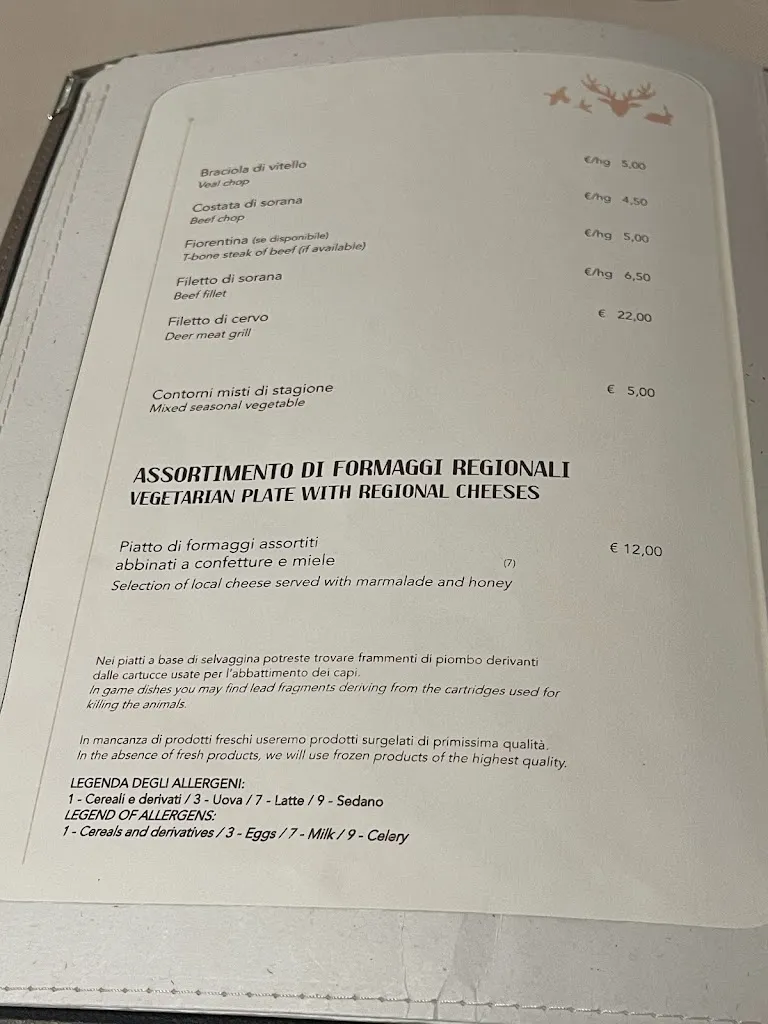 Braciola di vitello €/hg 5,00
Veal chop
Costata di sorana €/hg 4,50
Beef chop
Fiorentina (se disponibile) €/hg 5,00
T-bone steak of beef (if available)
Filetto di sorana €/hg 6,50
Beef fillet
Filetto di cervo € 22,00
Deer meat grill
Contorni misti di stagione € 5,00
Mixed seasonal vegetable
ASSORTIMENTO DI FORMAGGI REGIONALI
VEGETARIAN PLATE WITH REGIONAL CHEESES
Piatto di formaggi assortiti € 12,00
abbinati a confetture e miele (7)
Selection of local cheese served with marmalade and honey
Nei piatti a base di selvaggina potreste trovare frammenti di piombo derivanti
dalle cartucce usate per l'abbattimento dei capi.
In game dishes you may find lead fragments deriving from the cartridges used for
killing the animals.
In mancanza di prodotti freschi useremo prodotti surgelati di primissima qualità.
In the absence of fresh products, we will use frozen products of the highest quality.
LEGENDA DEGLI ALLERGENI:
1 - Cereali e derivati / 3 - Uova / 7 - Latte / 9 - Sedano
LEGEND OF ALLERGENS:
1 - Cereals and derivatives / 3 - Eggs / 7 - Milk / 9 - Celery